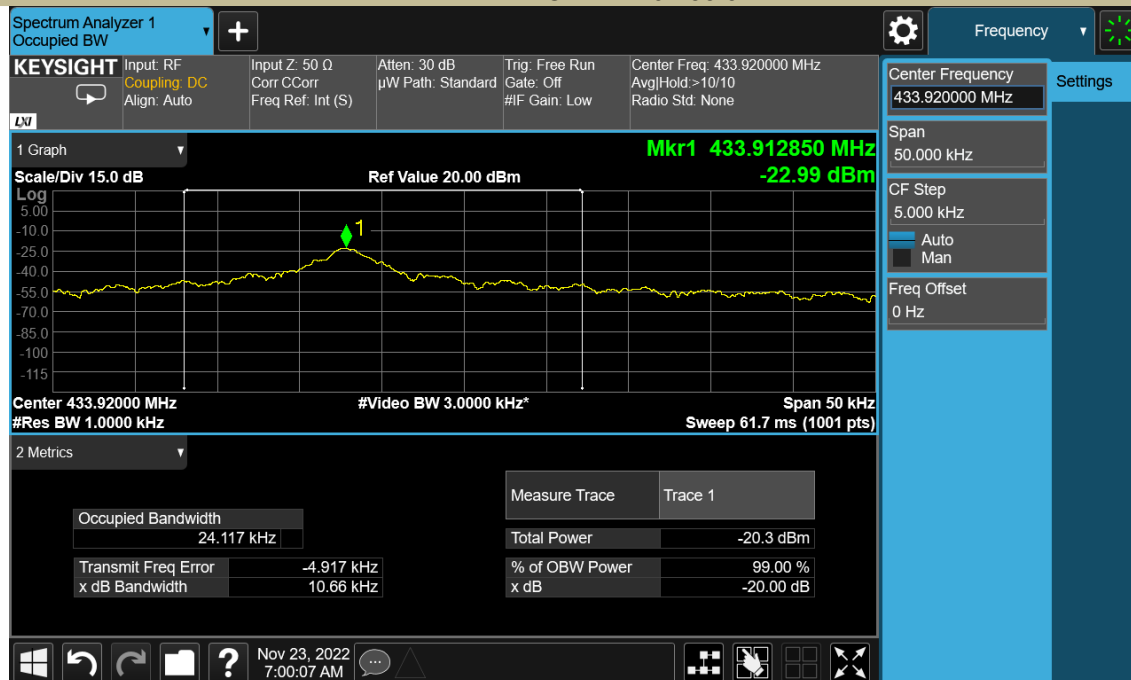 Spectrum Analyzer 1
Occupied BW
+
Frequency
KEYSIGHT
LXI
Input: RF
Coupling: DC
Align: Auto
Input Z: 50 Ω
Corr CCorr
Freq Ref: Int (S)
Atten: 30 dB
µW Path: Standard
Trig: Free Run
Gate: Off
#IF Gain: Low
Center Freq: 433.920000 MHz
Avg|Hold:>10/10
Radio Std: None
Center Frequency
433.920000 MHz
Settings
Span
50.000 kHz
CF Step
5.000 kHz
Auto
Man
Freq Offset
0 Hz
1 Graph
Mkr1 433.912850 MHz
-22.99 dBm
Scale/Div 15.0 dB
Ref Value 20.00 dBm
Log
5.00
-10.0
-25.0
-40.0
-55.0
-70.0
-85.0
-100
-115
1
Center 433.92000 MHz
#Video BW 3.0000 kHz*
Span 50 kHz
#Res BW 1.0000 kHz
Sweep 61.7 ms (1001 pts)
2 Metrics
Measure Trace
Trace 1
Occupied Bandwidth
24.117 kHz
Total Power
-20.3 dBm
Transmit Freq Error
-4.917 kHz
% of OBW Power
99.00 %
x dB Bandwidth
10.66 kHz
x dB
-20.00 dB
?
Nov 23, 2022
7:00:07 AM